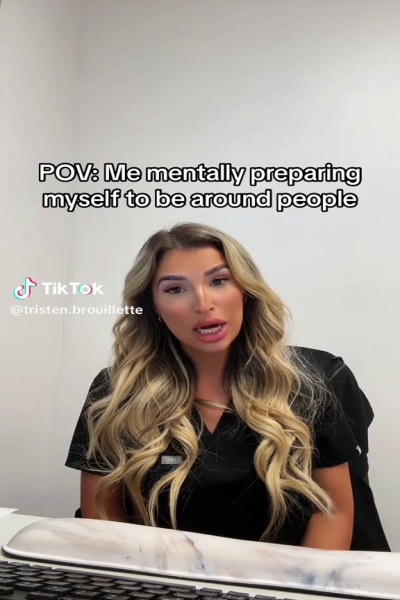 POV: Me mentally preparing
myself to be around people
TikTok
@tristen.brouillette